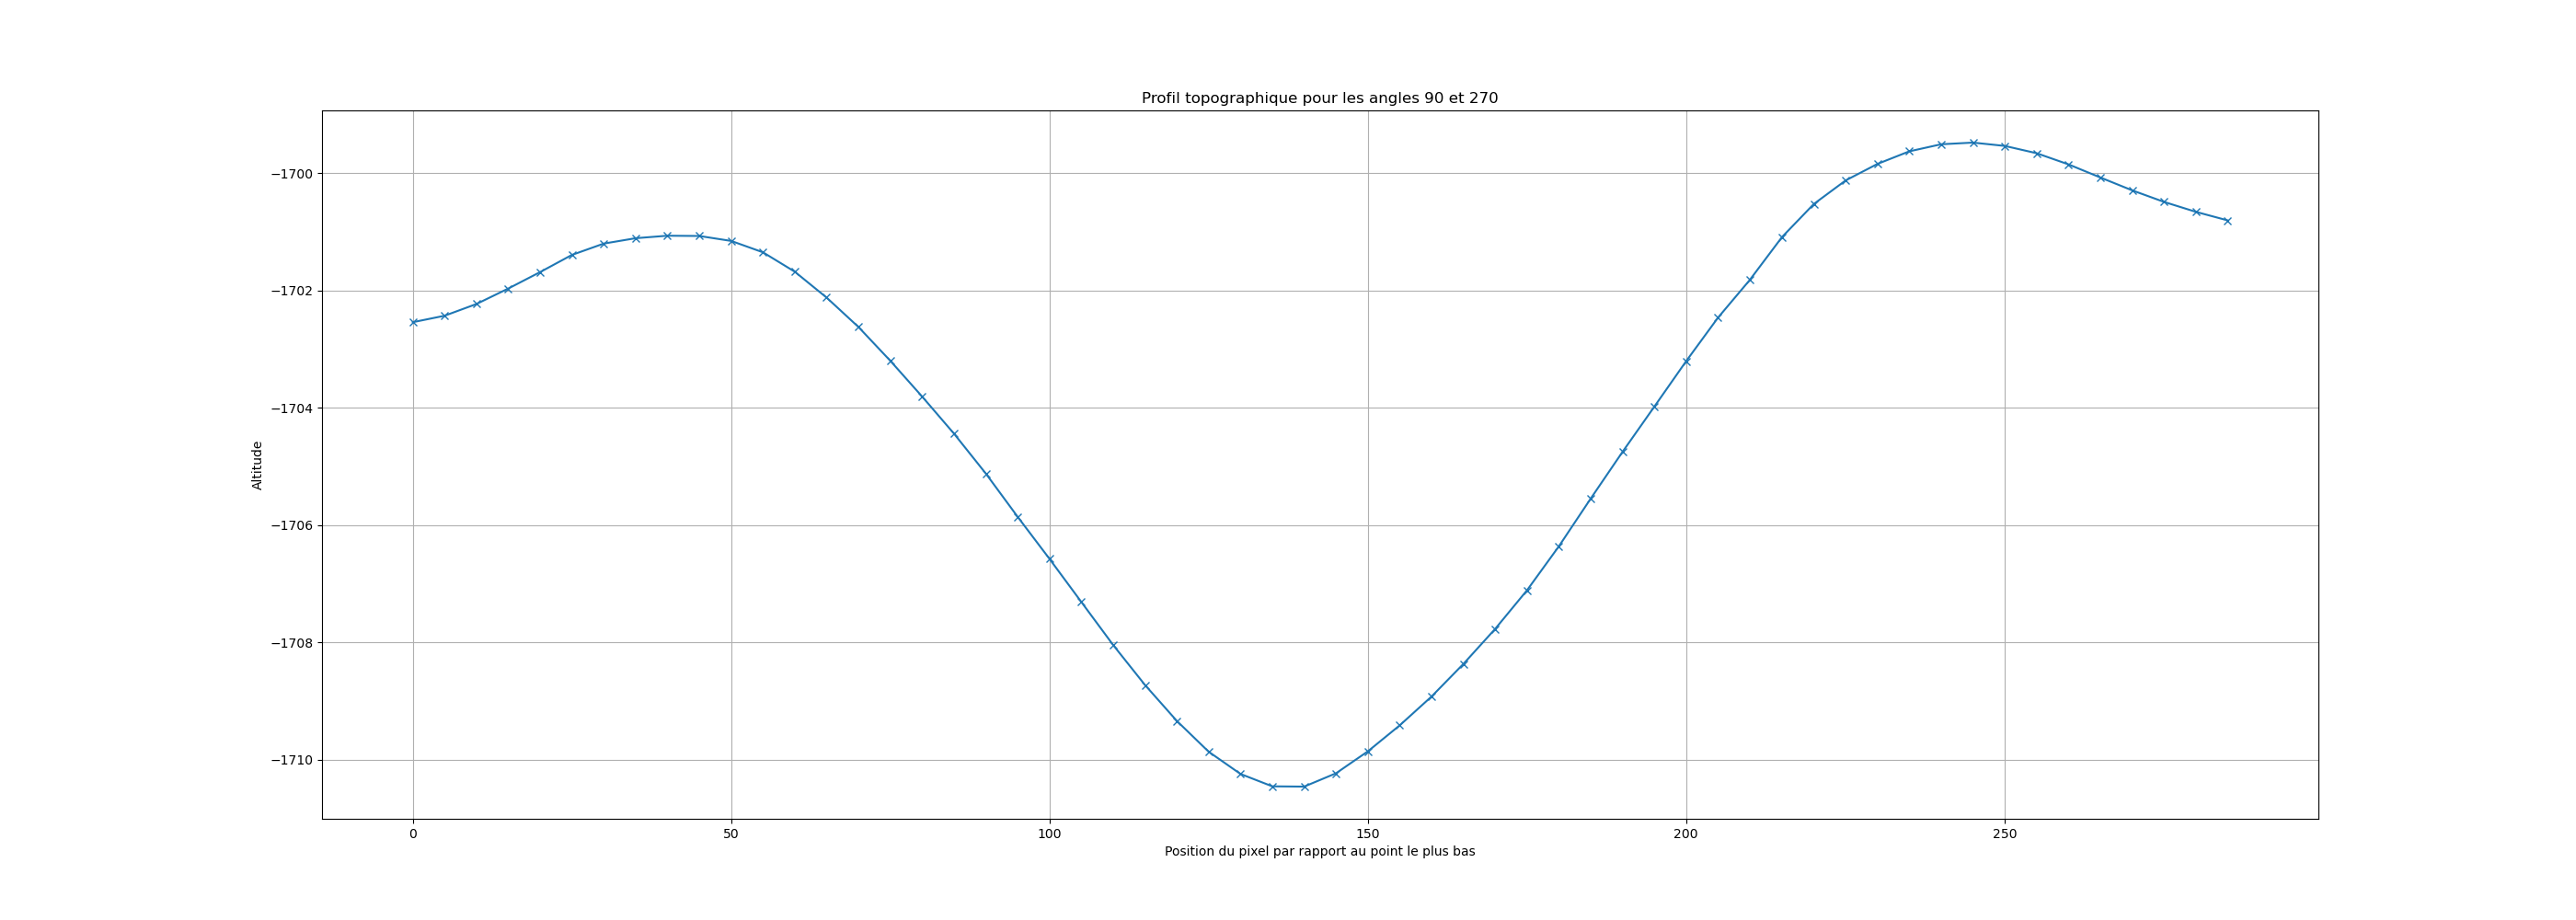 Profil topographique pour les angles 90 et 270
−1700
−1702
−1704
−1706
−1708
−1710
Altitude
0 50 100 150 200 250
Position du pixel par rapport au point le plus bas